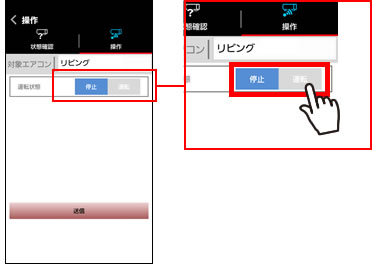 操作
状態確認 操作
対象エアコン リビング
運転状態 停止 運転
送信
態確認 操作
コン リビング
態 停止 運転